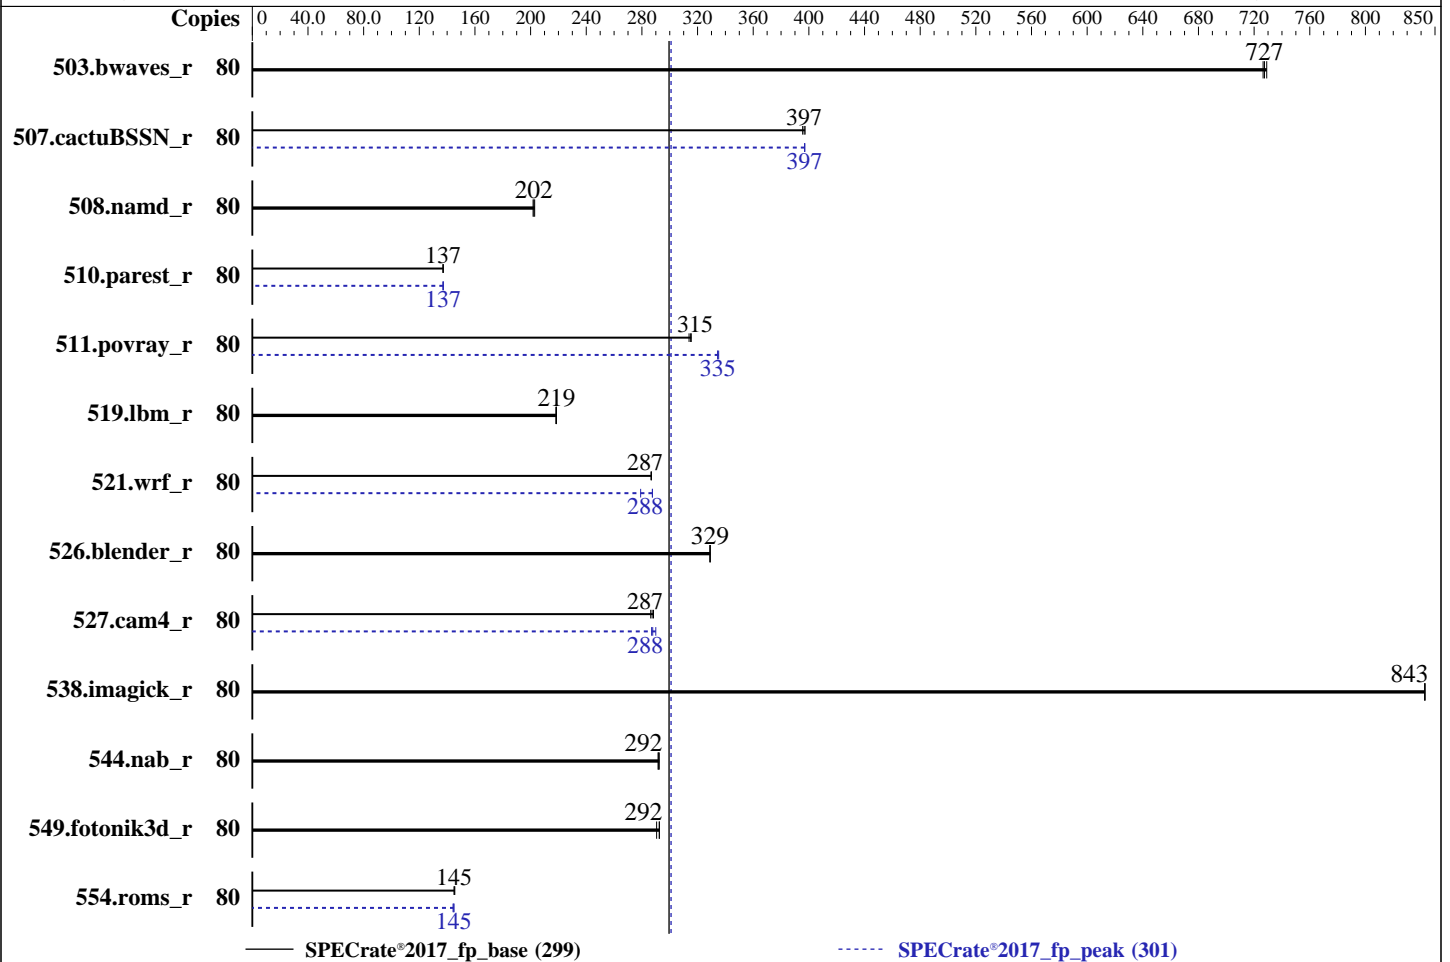 Copies 0 40.0 80.0 120 160 200 240 280 320 360 400 440 480 520 560 600 640 680 720 760 800 850
503.bwaves_r 80 727
507.cactuBSSN_r 80 397
397
508.namd_r 80 202
510.parest_r 80 137
137
511.povray_r 80 315
335
519.lbm_r 80 219
521.wrf_r 80 287
288
526.blender_r 80 329
527.cam4_r 80 287
288
538.imagick_r 80 843
544.nab_r 80 292
549.fotonik3d_r 80 292
554.roms_r 80 145
145
SPECrate®2017_fp_base (299) SPECrate®2017_fp_peak (301)